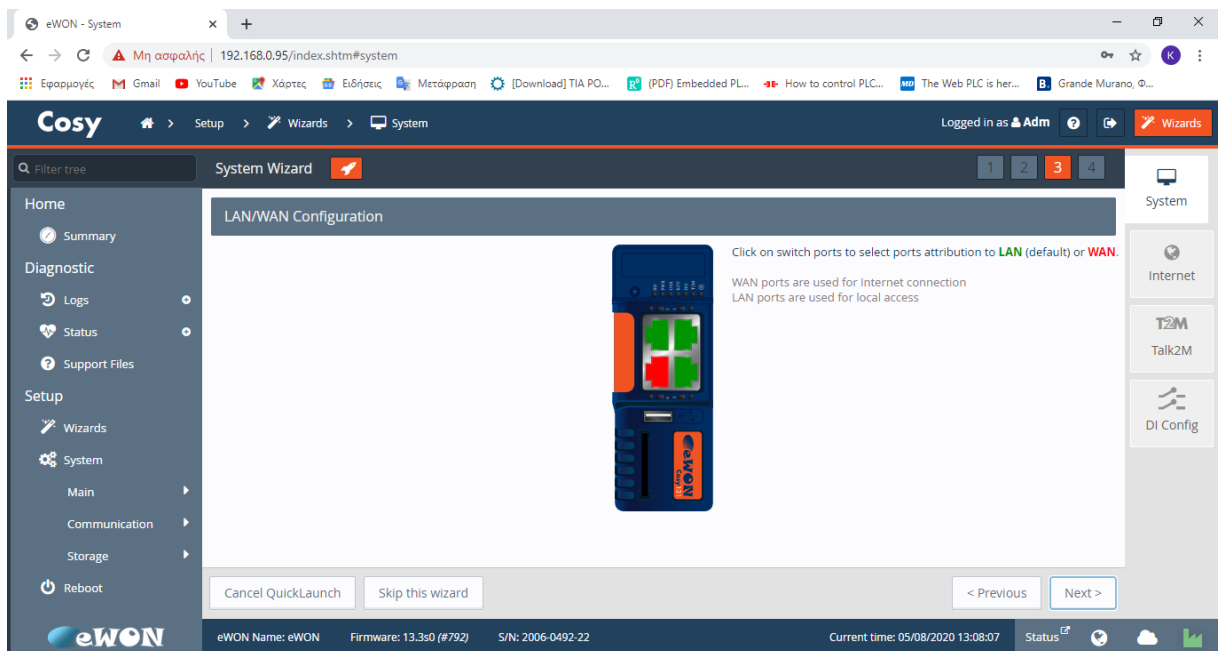 eWON - System
Μη ασφαλής 192.168.0.95/index.shtm#system
K
Εφαρμογές Gmail YouTube Χάρτες Ειδήσεις Μετάφραση [Download] TIA PO... (PDF) Embedded PL... How to control PLC... The Web PLC is her... Grande Murano, Φ...
Cosy Setup > Wizards > System Logged in as Adm Wizards
Filter tree
System Wizard 1 2 3 4
System
Home
LAN/WAN Configuration
Summary
Click on switch ports to select ports attribution to LAN (default) or WAN.
WAN ports are used for Internet connection
LAN ports are used for local access
Internet
Diagnostic
Logs
Status
Support Files
T2M
Talk2M
Setup
Wizards
System
Main
Communication
Storage
Reboot
DI Config
eWON
Cancel QuickLaunch Skip this wizard < Previous Next >
eWON
eWON Name: eWON Firmware: 13.3s0 (#792) S/N: 2006-0492-22 Current time: 05/08/2020 13:08:07 Status